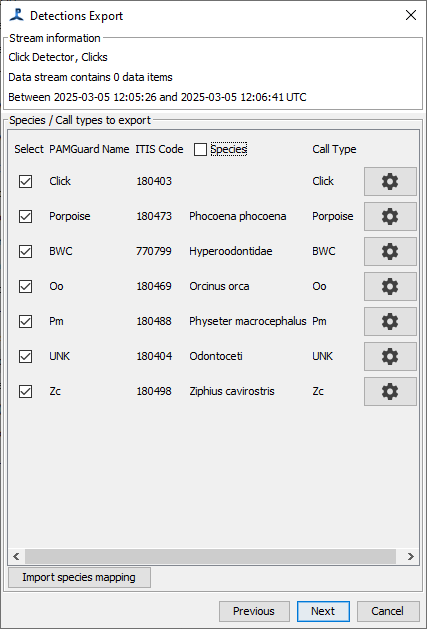 Detections Export
Stream information
Click Detector, Clicks
Data stream contains 0 data items
Between 2025-03-05 12:05:26 and 2025-03-05 12:06:41 UTC
Species / Call types to export
Select PAMGuard Name ITIS Code Species Call Type
Click 180403 Click
Porpoise 180473 Phocoena phocoena Porpoise
BWC 770799 Hyperoodontidae BWC
Oo 180469 Orcinus orca Oo
Pm 180488 Physeter macrocephalus Pm
UNK 180404 Odontoceti UNK
Zc 180498 Ziphius cavirostris Zc
Import species mapping
Previous Next Cancel